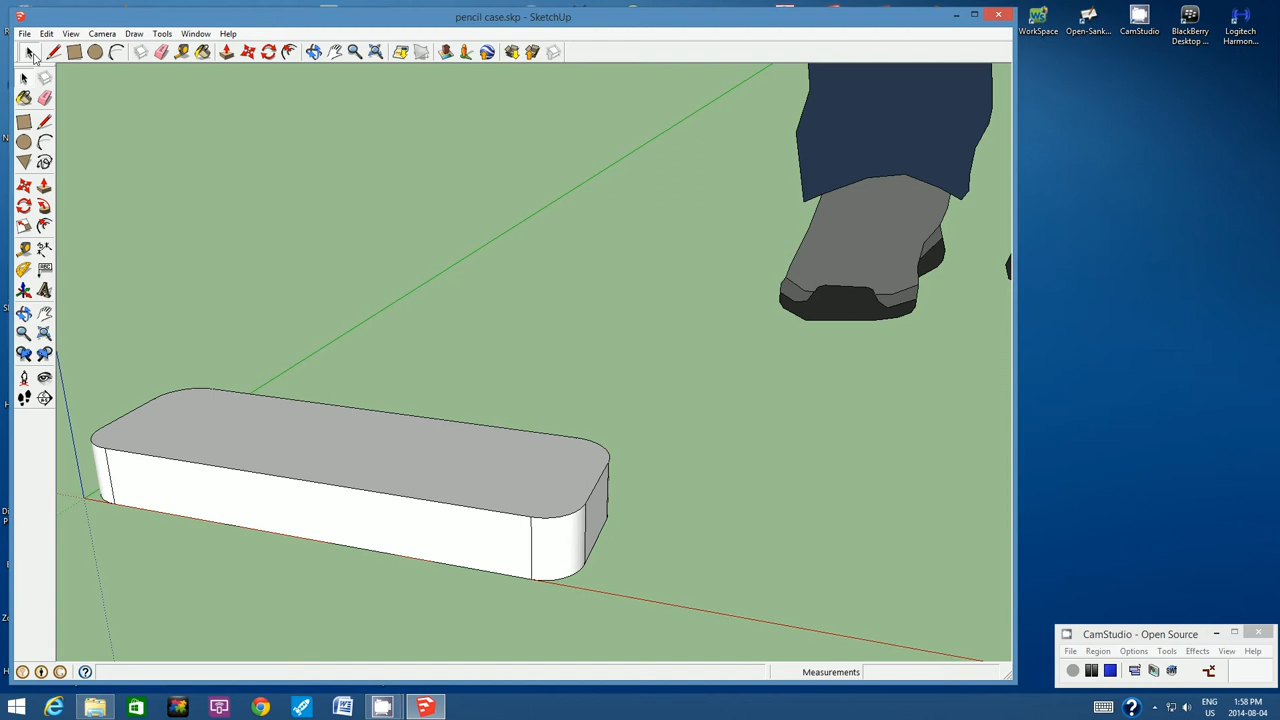 pencil case.skp - SketchUp
File Edit View Camera Draw Tools Window Help
WorkSpace
Open-Sank...
CamStudio
BlackBerry
Desktop ...
Logitech
Harmon...
ABC
Measurements
CamStudio - Open Source
File Region Options Tools Effects View Help
ENG
US
1:58 PM
2014-08-04